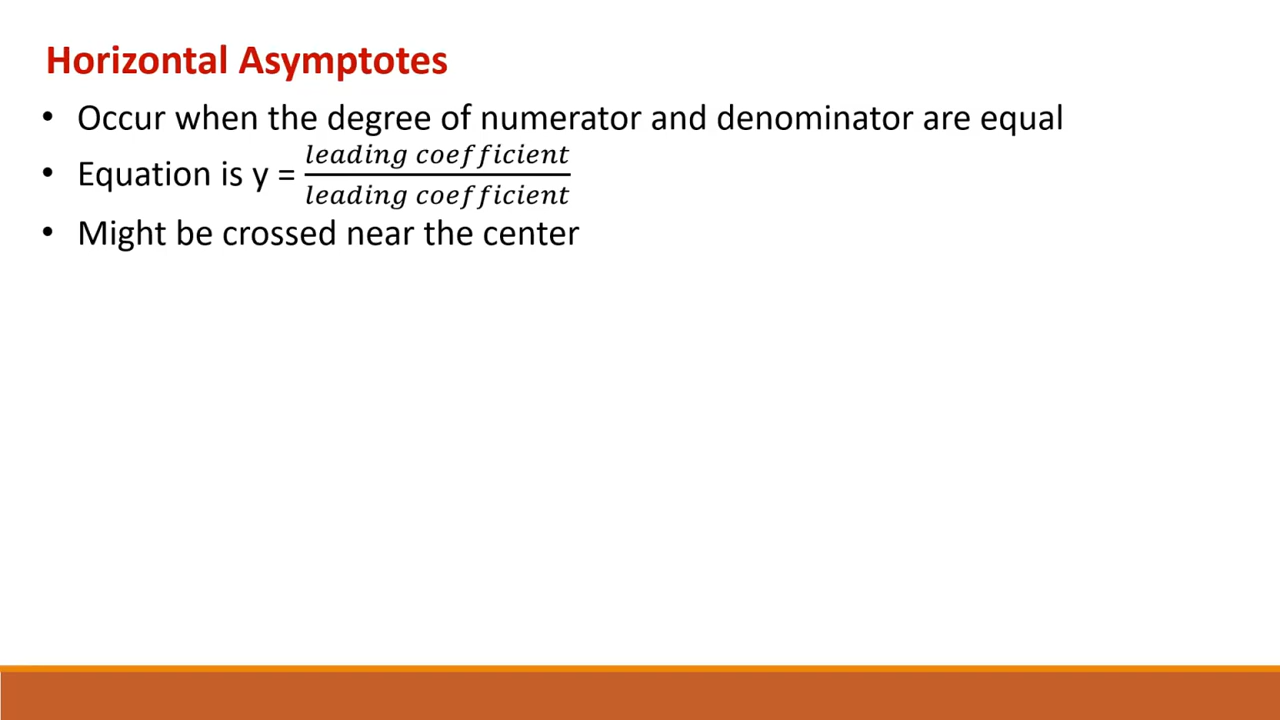 Horizontal Asymptotes
• Occur when the degree of numerator and denominator are equal
• Equation is y = \frac{leading coefficient}{leading coefficient}
• Might be crossed near the center